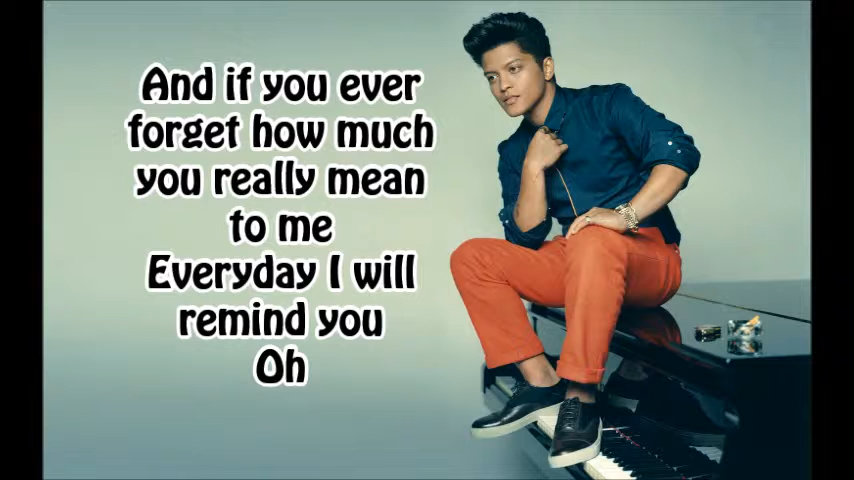 And if you ever
forget how much
you really mean
to me
Everyday I will
remind you
Oh